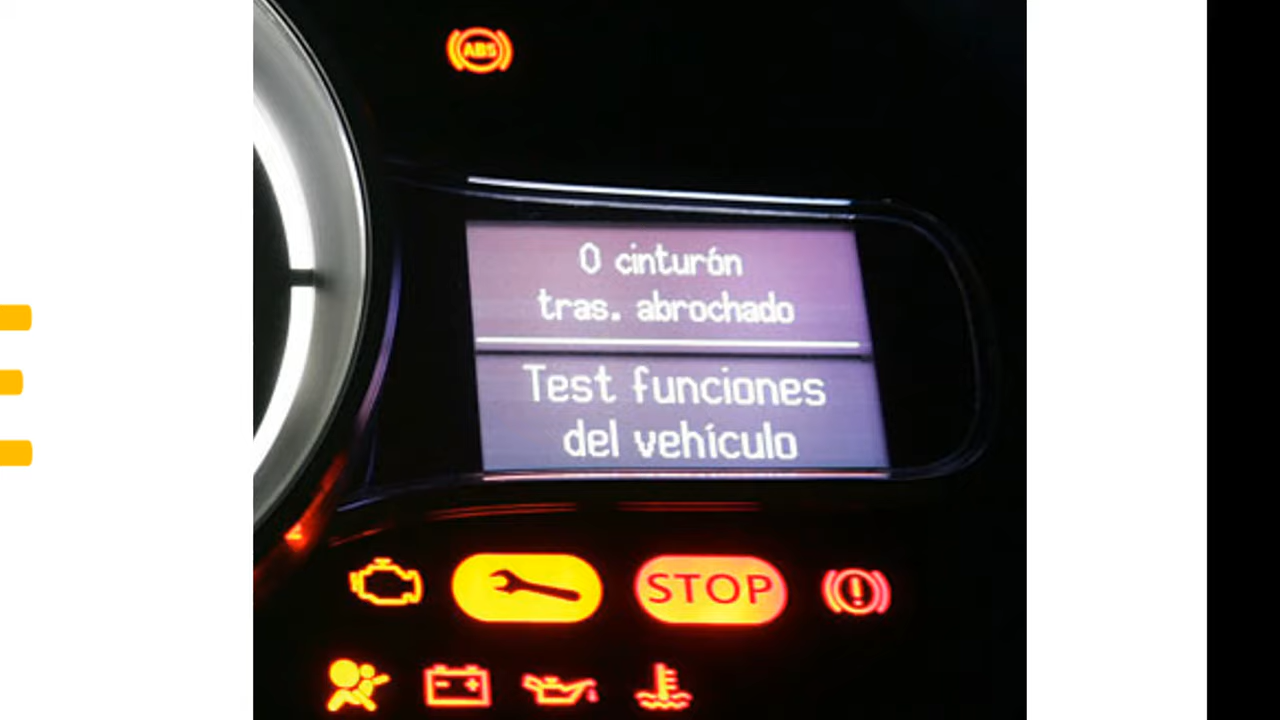 ABS
0 cinturón
tras. abrochado
Test funciones
del vehículo
STOP